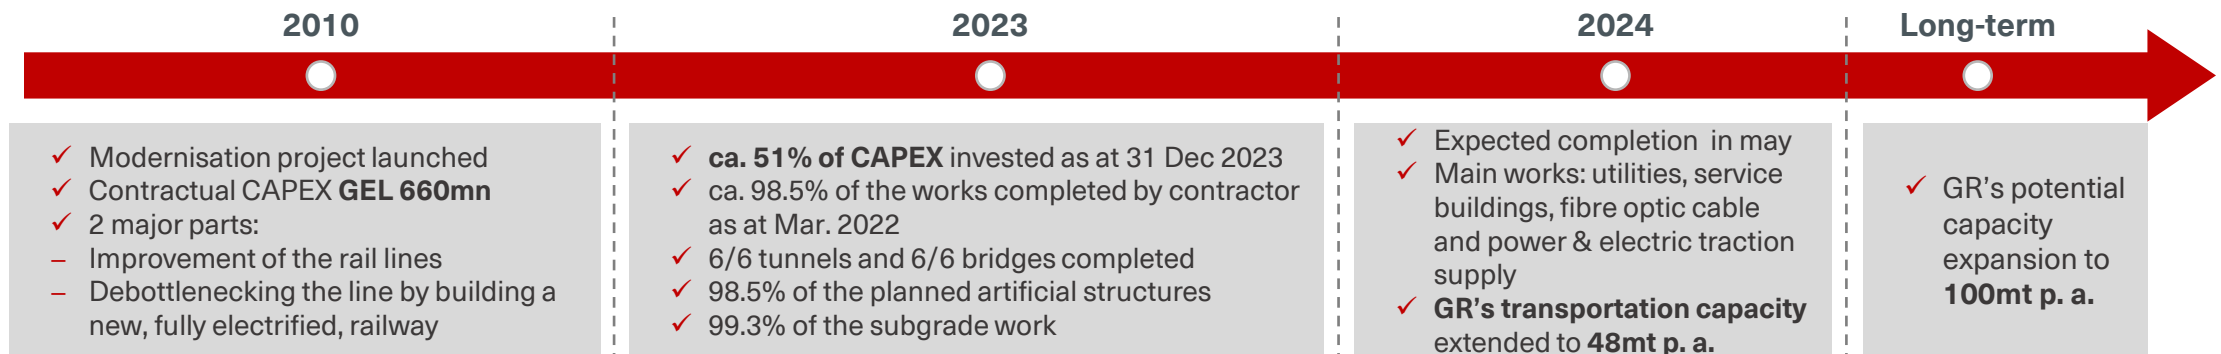 2010
2023
2024
Long-term
✓ Modernisation project launched
✓ Contractual CAPEX GEL 660mn
✓ 2 major parts:
– Improvement of the rail lines
– Debottlenecking the line by building a
new, fully electrified, railway
✓ ca. 51% of CAPEX invested as at 31 Dec 2023
✓ ca. 98.5% of the works completed by contractor
as at Mar. 2022
✓ 6/6 tunnels and 6/6 bridges completed
✓ 98.5% of the planned artificial structures
✓ 99.3% of the subgrade work
✓ Expected completion in may
✓ Main works: utilities, service
buildings, fibre optic cable
and power & electric traction
supply
✓ GR's transportation capacity
extended to 48mt p. a.
✓ GR's potential
capacity
expansion to
100mt p. a.